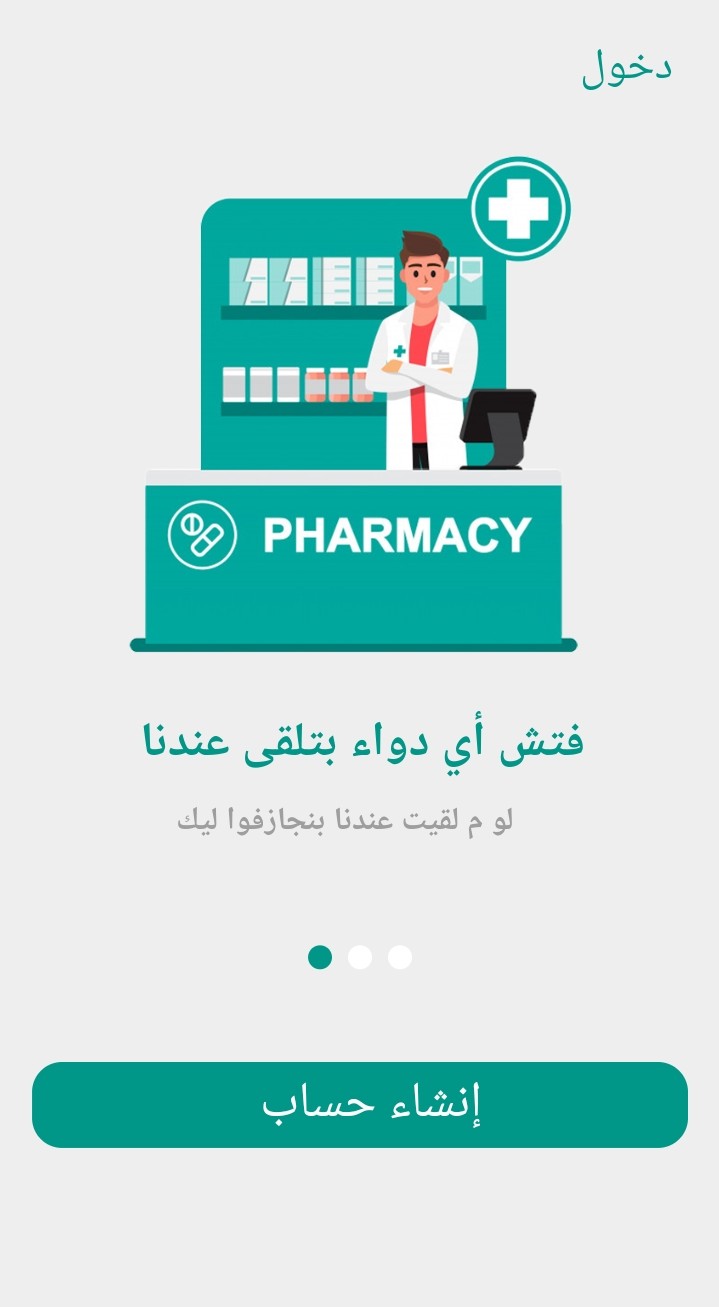 دخول
PHARMACY
فتش أي دواء بتلقى عندنا
لو م لقيت عندنا بنجازفوا ليك
إنشاء حساب